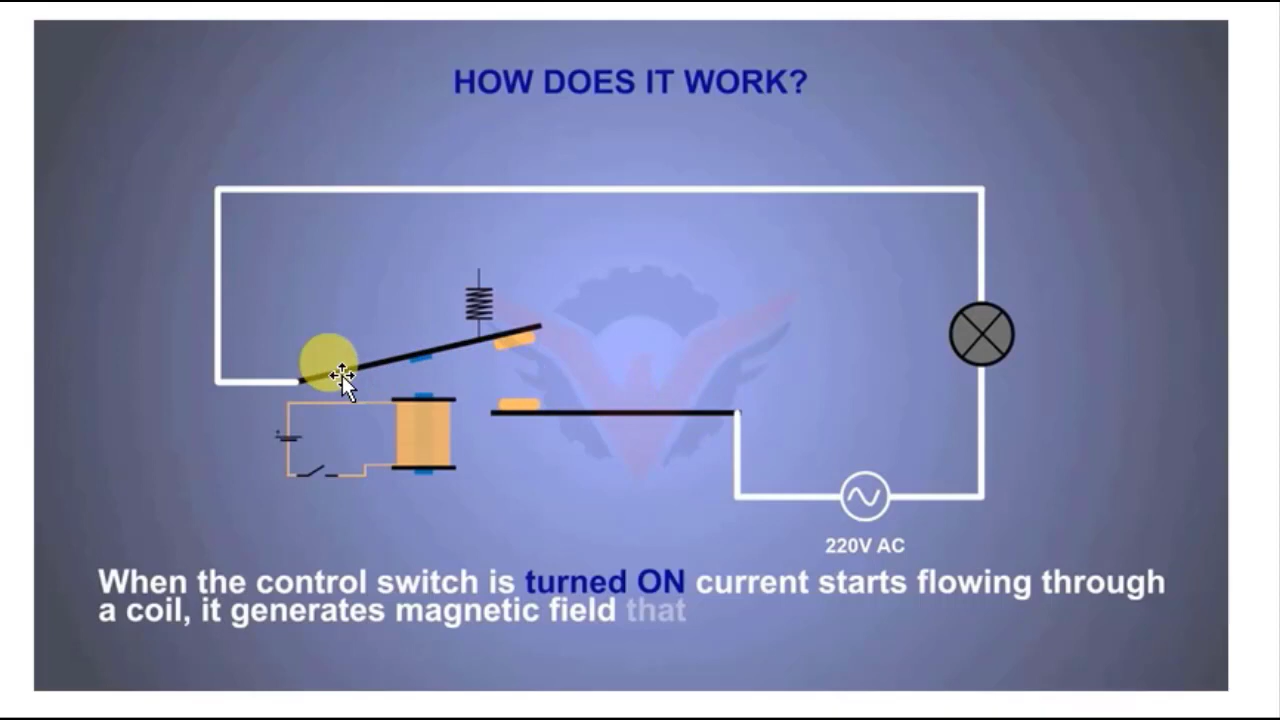 HOW DOES IT WORK?
220V AC
When the control switch is turned ON current starts flowing through
a coil, it generates magnetic field that